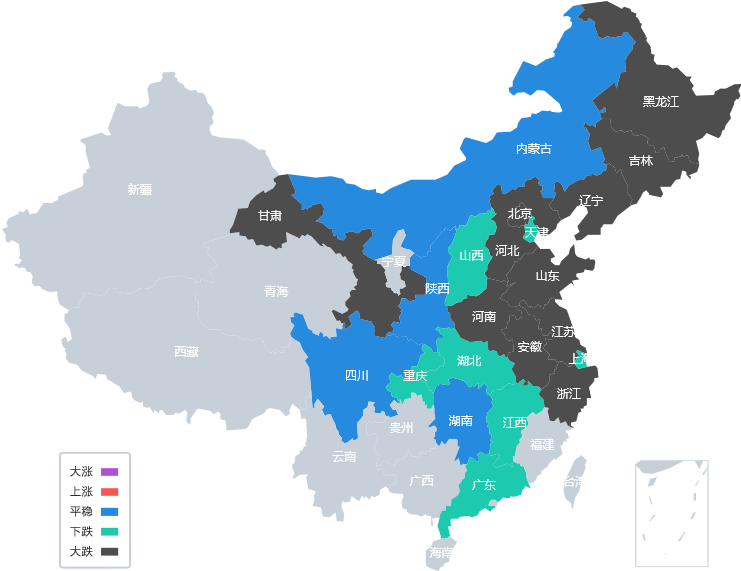 黑龙江
内蒙古
吉林
新疆
辽宁
甘肃
北京
天津
河北
山西
宁夏
山东
青海
陕西
河南
江苏
安徽
西藏
上海
湖北
四川
重庆
浙江
湖南
江西
贵州
福建
云南
广西
广东
台湾
海南
大涨
上涨
平稳
下跌
大跌